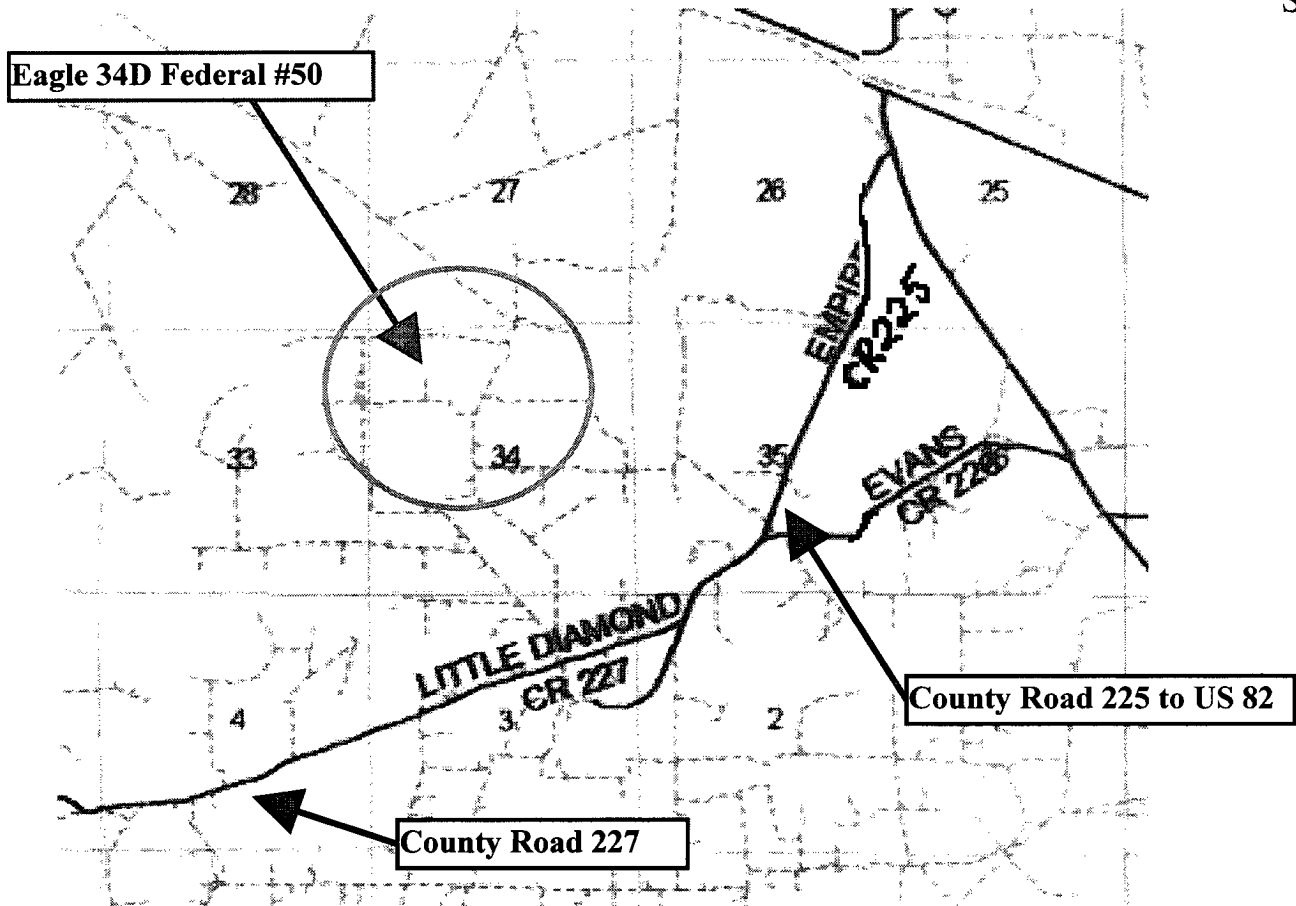 S
Eagle 34D Federal #50
28
27
26
25
EMPIRE
CR225
33
34
35
EVANS
LITTLE DIAMOND
CR 227
4
3
2
County Road 225 to US 82
County Road 227